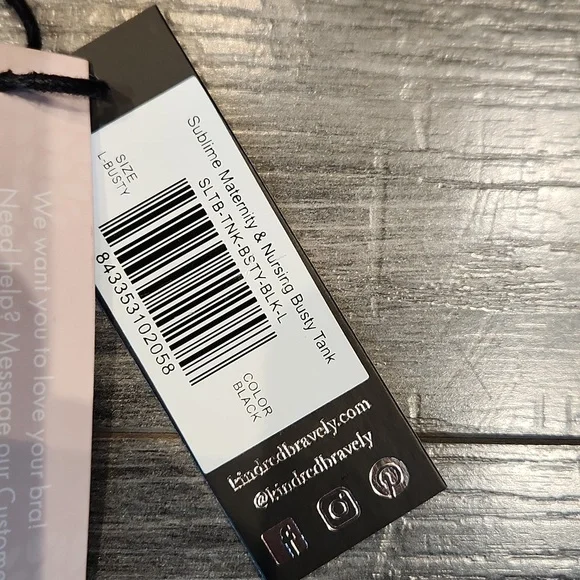 Sublime Maternity & Nursing Busty Tank
SLTB-TNK-BSTY-BLK-L
SIZE
L-BUSTY
843353102058
COLOR
BLACK
kindredbravely.com
@kindredbravely
We want you to love your bra!
Need help? Message our Custome